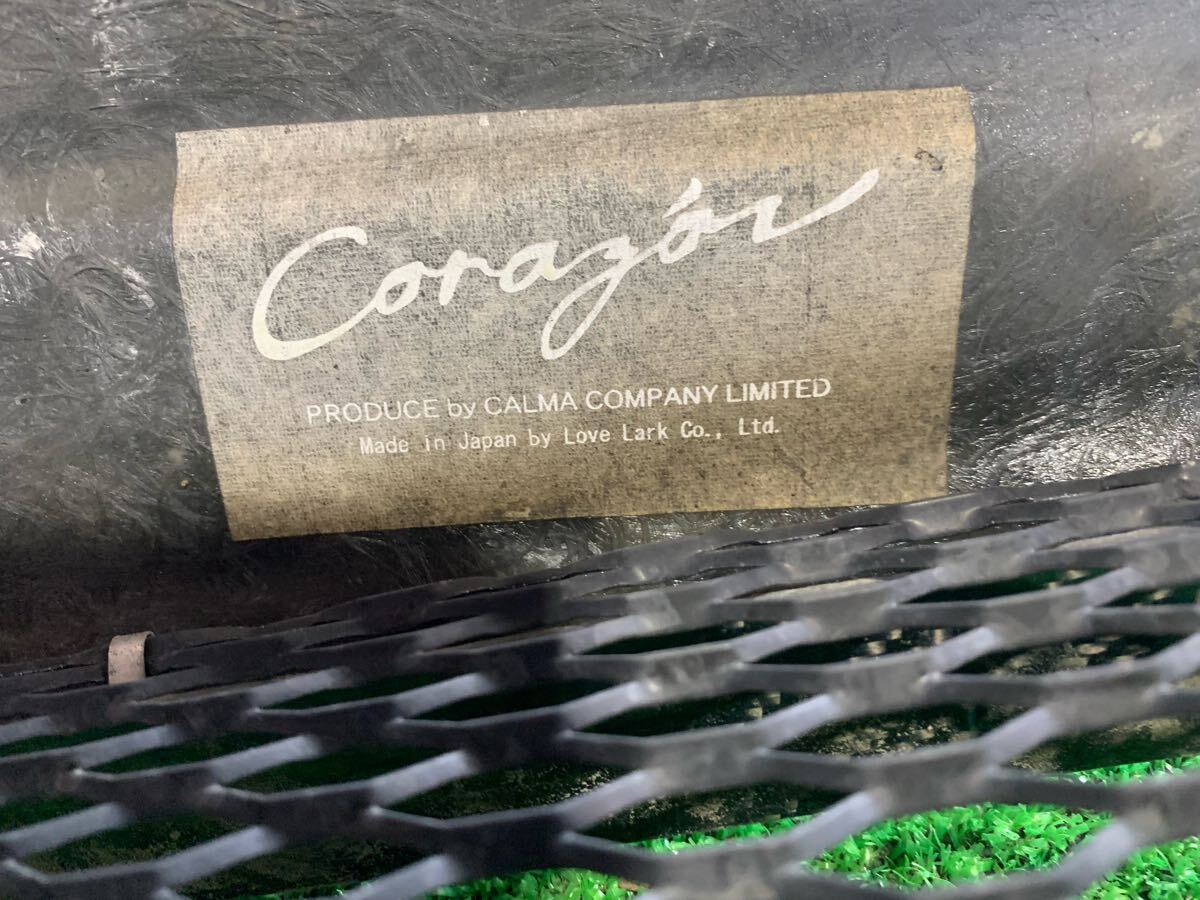 Corazón
PRODUCE by CALMA COMPANY LIMITED
Made in Japan by Love Lark Co., Ltd.